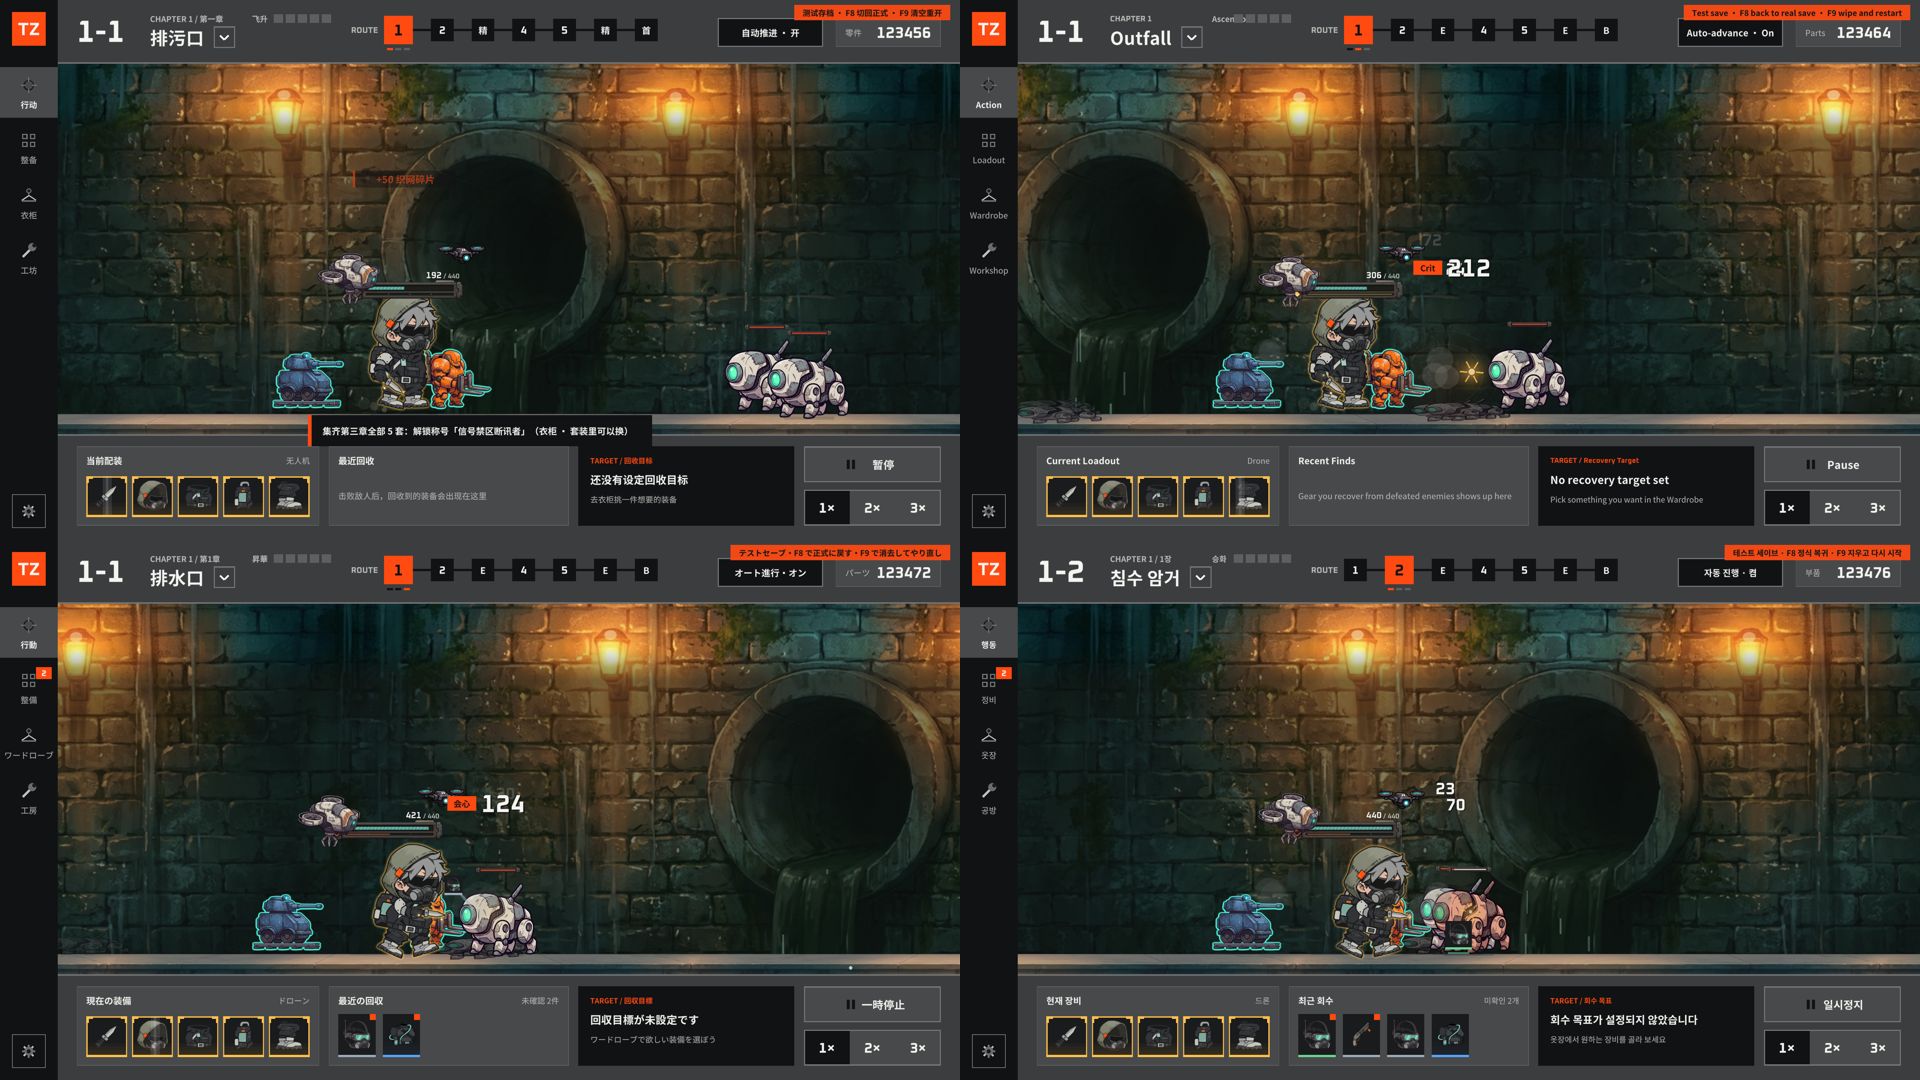 TZ
1-1
CHAPTER 1 / 第一章
排污口
飞升
ROUTE
1
2
精
4
5
精
首
测试存档 · F8 切回正式 · F9 清空重开
自动推进 · 开
零件 123456
行动
整备
衣柜
工坊
+50 织网碎片
192 / 440
集齐第三章全部 5 套：解锁称号「信号禁区断讯者」（衣柜 · 套装里可以换）
当前配装
无人机
最近回收
击败敌人后，回收到的装备会出现在这里
TARGET / 回收目标
还没有设定回收目标
去衣柜挑一件想要的装备
暂停
1×
2×
3×
TZ
1-1
CHAPTER 1
Outfall
ROUTE
1
2
E
4
5
E
B
Test save · F8 back to real save · F9 wipe and restart
Auto-advance · On
Parts 123464
Action
Loadout
Wardrobe
Workshop
72
Crit 212
306 / 440
Current Loadout
Drone
Recent Finds
Gear you recover from defeated enemies shows up here
TARGET / Recovery Target
No recovery target set
Pick something you want in the Wardrobe
Pause
1×
2×
3×
TZ
1-1
CHAPTER 1 / 第1章
排水口
昇華
ROUTE
1
2
E
4
5
E
B
テストセーブ・F8 で正式に戻す・F9 で消去してやり直し
オート進行・オン
パーツ 123472
行動
2
整備
ワードローブ
工房
会心 124
421 / 440
現在の装備
ドローン
最近の回収
未確認 2件
TARGET / 回収目標
回収目標が未設定です
ワードローブで欲しい装備を選ぼう
一時停止
1×
2×
3×
TZ
1-2
CHAPTER 1 / 1장
침수 암거
승화
ROUTE
1
2
E
4
5
E
B
테스트 세이브 · F8 정식 복귀 · F9 지우고 다시 시작
자동 진행 · 켬
부품 123476
행동
2
정비
옷장
공방
23
70
440 / 440
현재 장비
드론
최근 회수
미확인 2개
TARGET / 회수 목표
회수 목표가 설정되지 않았습니다
옷장에서 원하는 장비를 골라 보세요
일시정지
1×
2×
3×